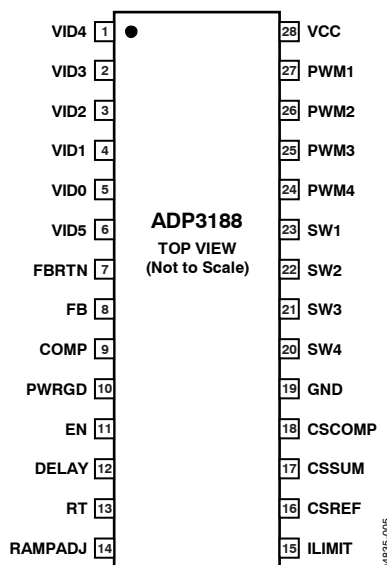 VID4 1 28 VCC
VID3 2 27 PWM1
VID2 3 26 PWM2
VID1 4 25 PWM3
VID0 5 24 PWM4
ADP3188
VID5 6 23 SW1
TOP VIEW
(Not to Scale)
FBRTN 7 22 SW2
FB 8 21 SW3
COMP 9 20 SW4
PWRGD 10 19 GND
EN 11 18 CSCOMP
DELAY 12 17 CSSUM
RT 13 16 CSREF
RAMPADJ 14 15 ILIMIT
4835-005